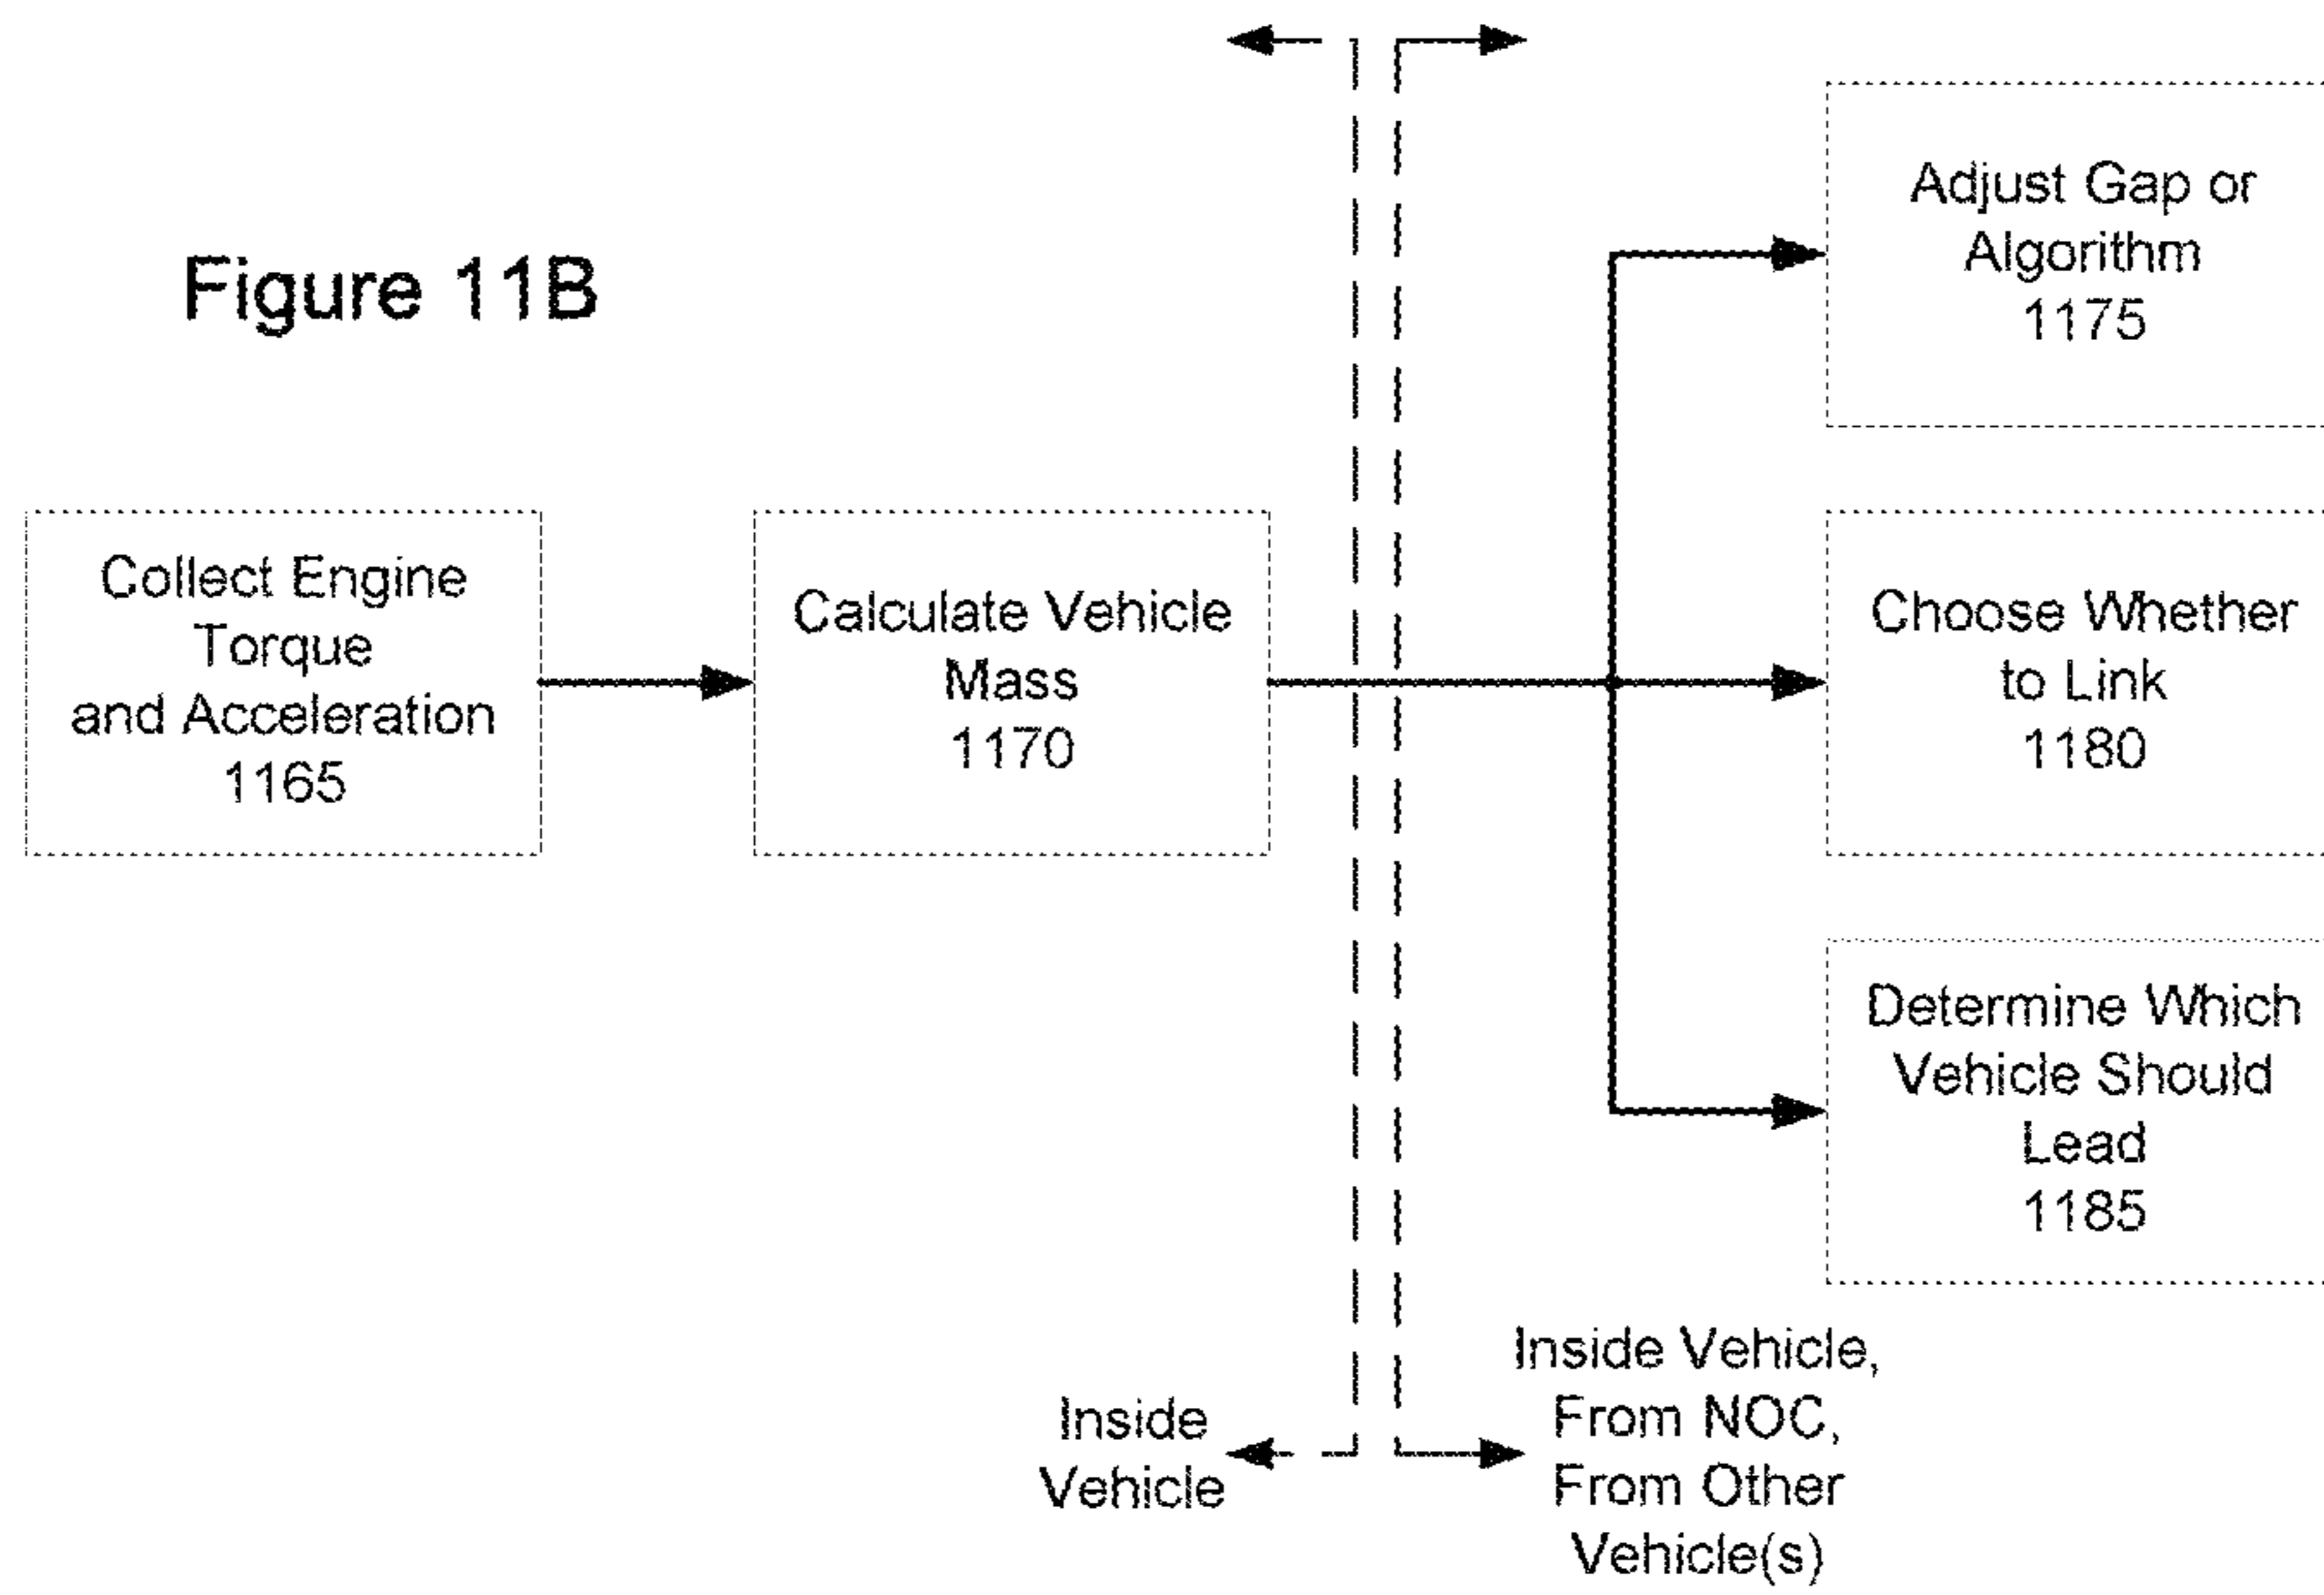 Figure 11B
Collect Engine
Torque
and Acceleration
1165
Calculate Vehicle
Mass
1170
Adjust Gap or
Algorithm
1175
Choose Whether
to Link
1180
Determine Which
Vehicle Should
Lead
1185
Inside
Vehicle
Inside Vehicle,
From NOC,
From Other
Vehicle(s)